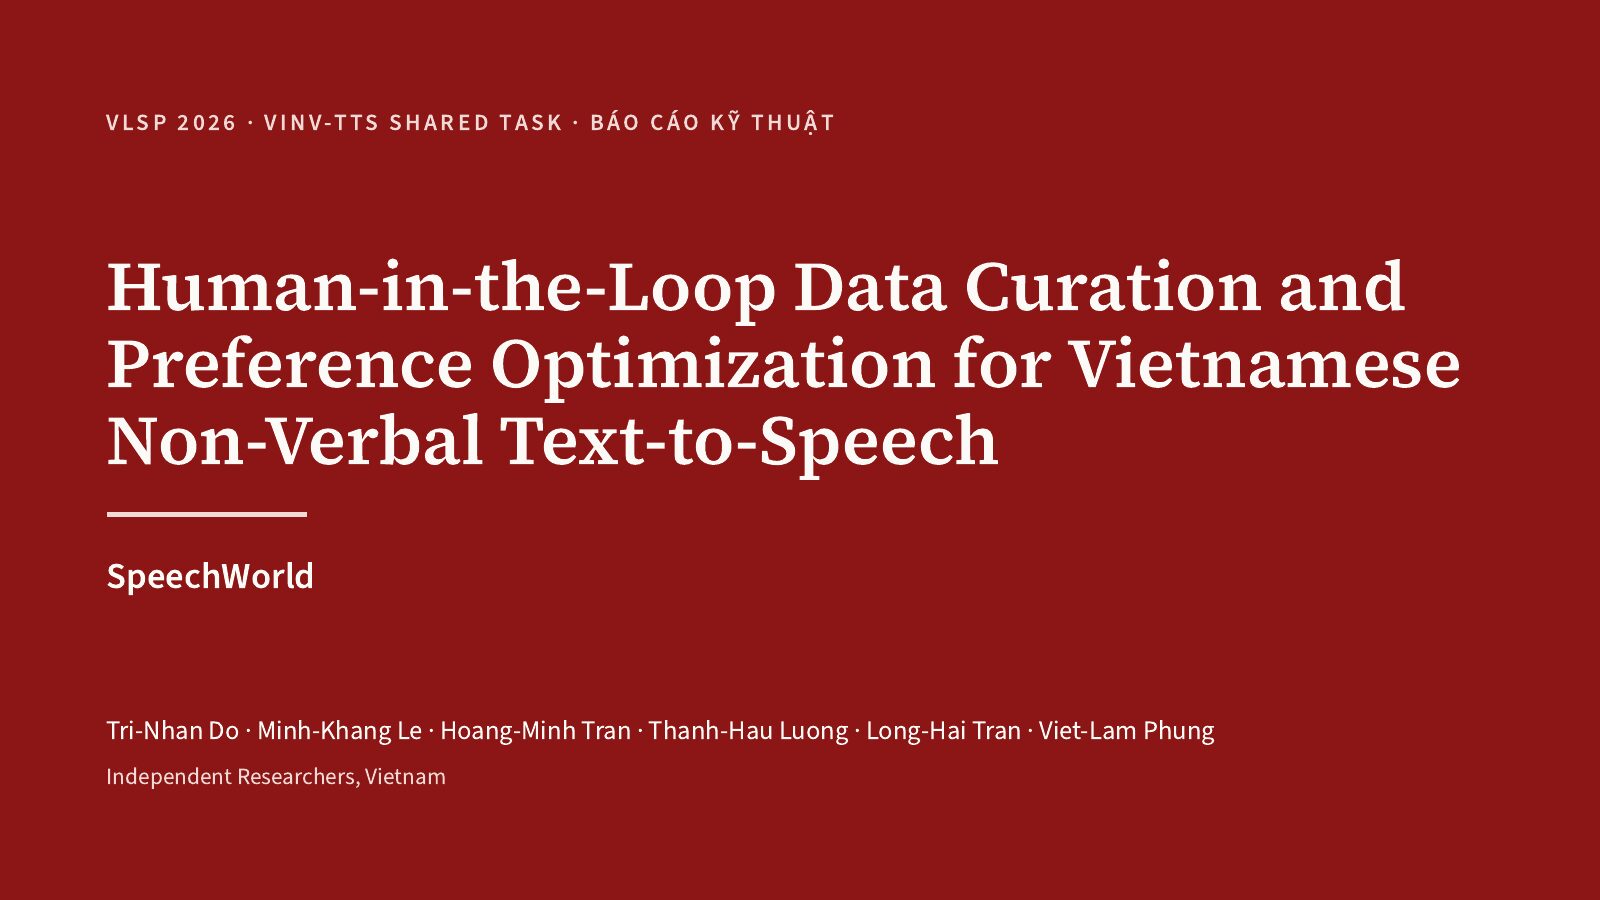 VLSP 2026 · VINV-TTS SHARED TASK · BÁO CÁO KỸ THUẬT
Human-in-the-Loop Data Curation and
Preference Optimization for Vietnamese
Non-Verbal Text-to-Speech
SpeechWorld
Tri-Nhan Do · Minh-Khang Le · Hoang-Minh Tran · Thanh-Hau Luong · Long-Hai Tran · Viet-Lam Phung
Independent Researchers, Vietnam